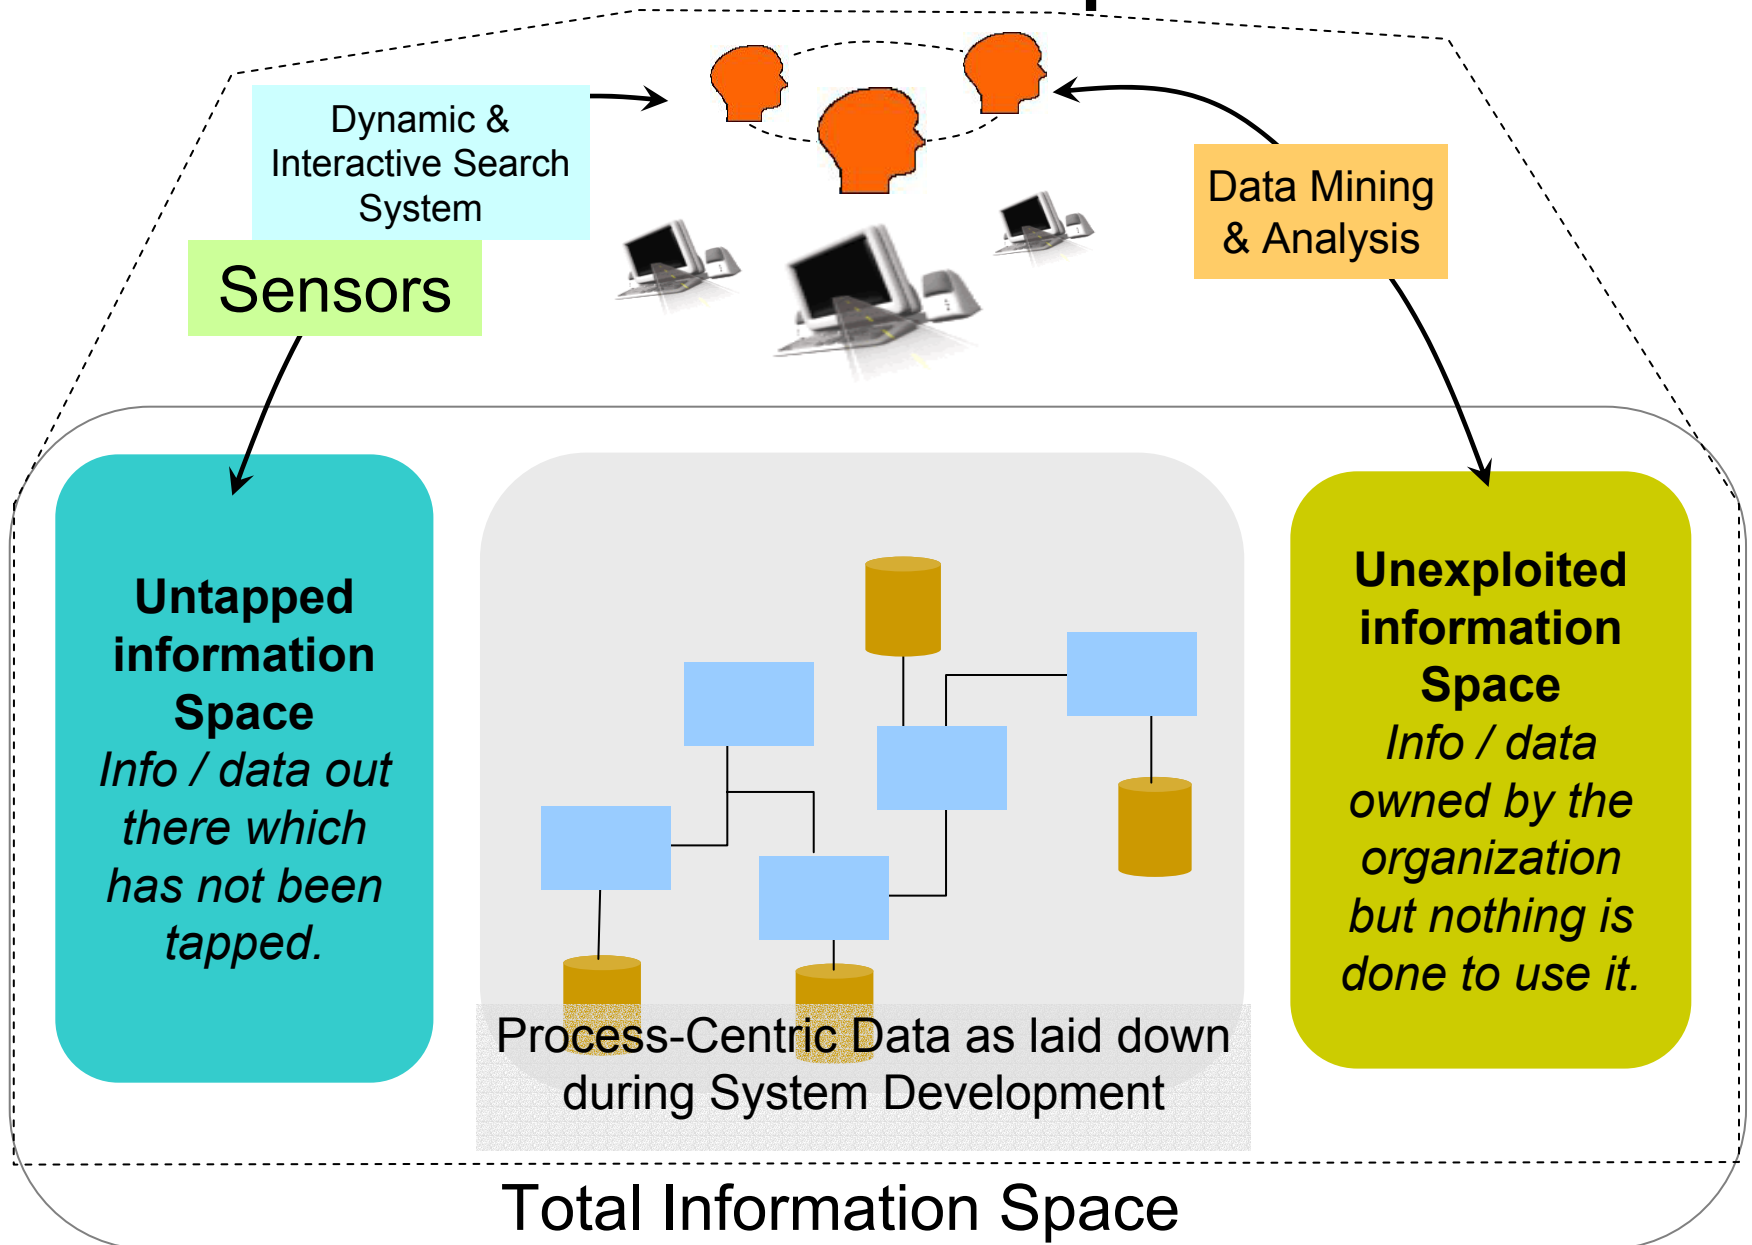 Dynamic &
Interactive Search
System
Sensors
Data Mining
& Analysis
Untapped
information
Space
Info / data out
there which
has not been
tapped.
Process-Centric Data as laid down
during System Development
Unexploited
information
Space
Info / data
owned by the
organization
but nothing is
done to use it.
Total Information Space